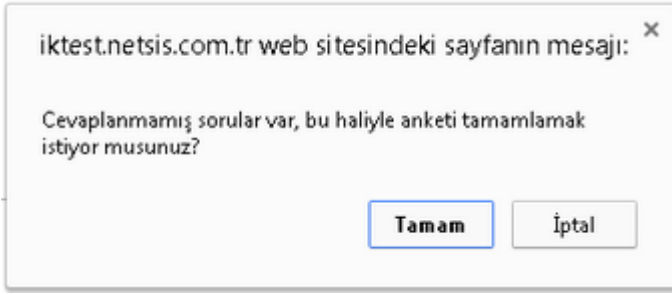 iktest.netsis.com.tr web sitesindeki sayfanın mesajı:
Cevaplanmamış sorular var, bu haliyle anketi tamamlamak
istiyor musunuz?
Tamam
İptal